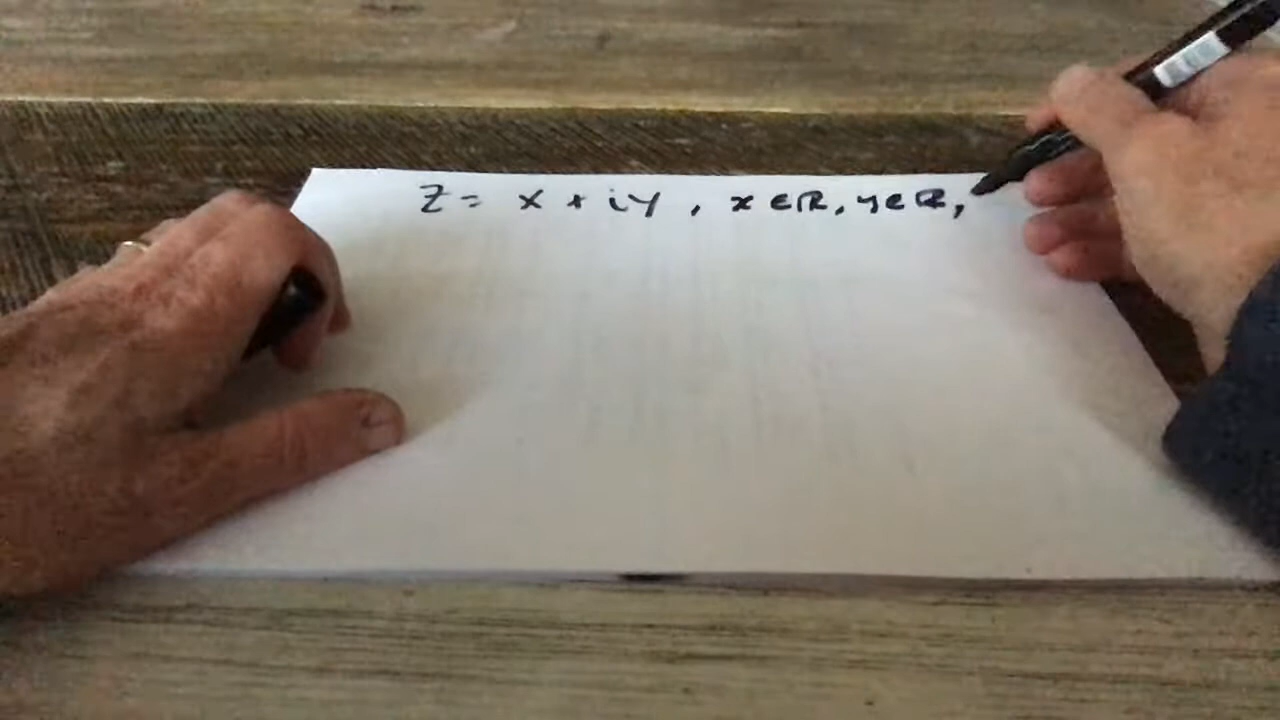 z = x + iy , x ∈ ℝ, y ∈ ℝ,